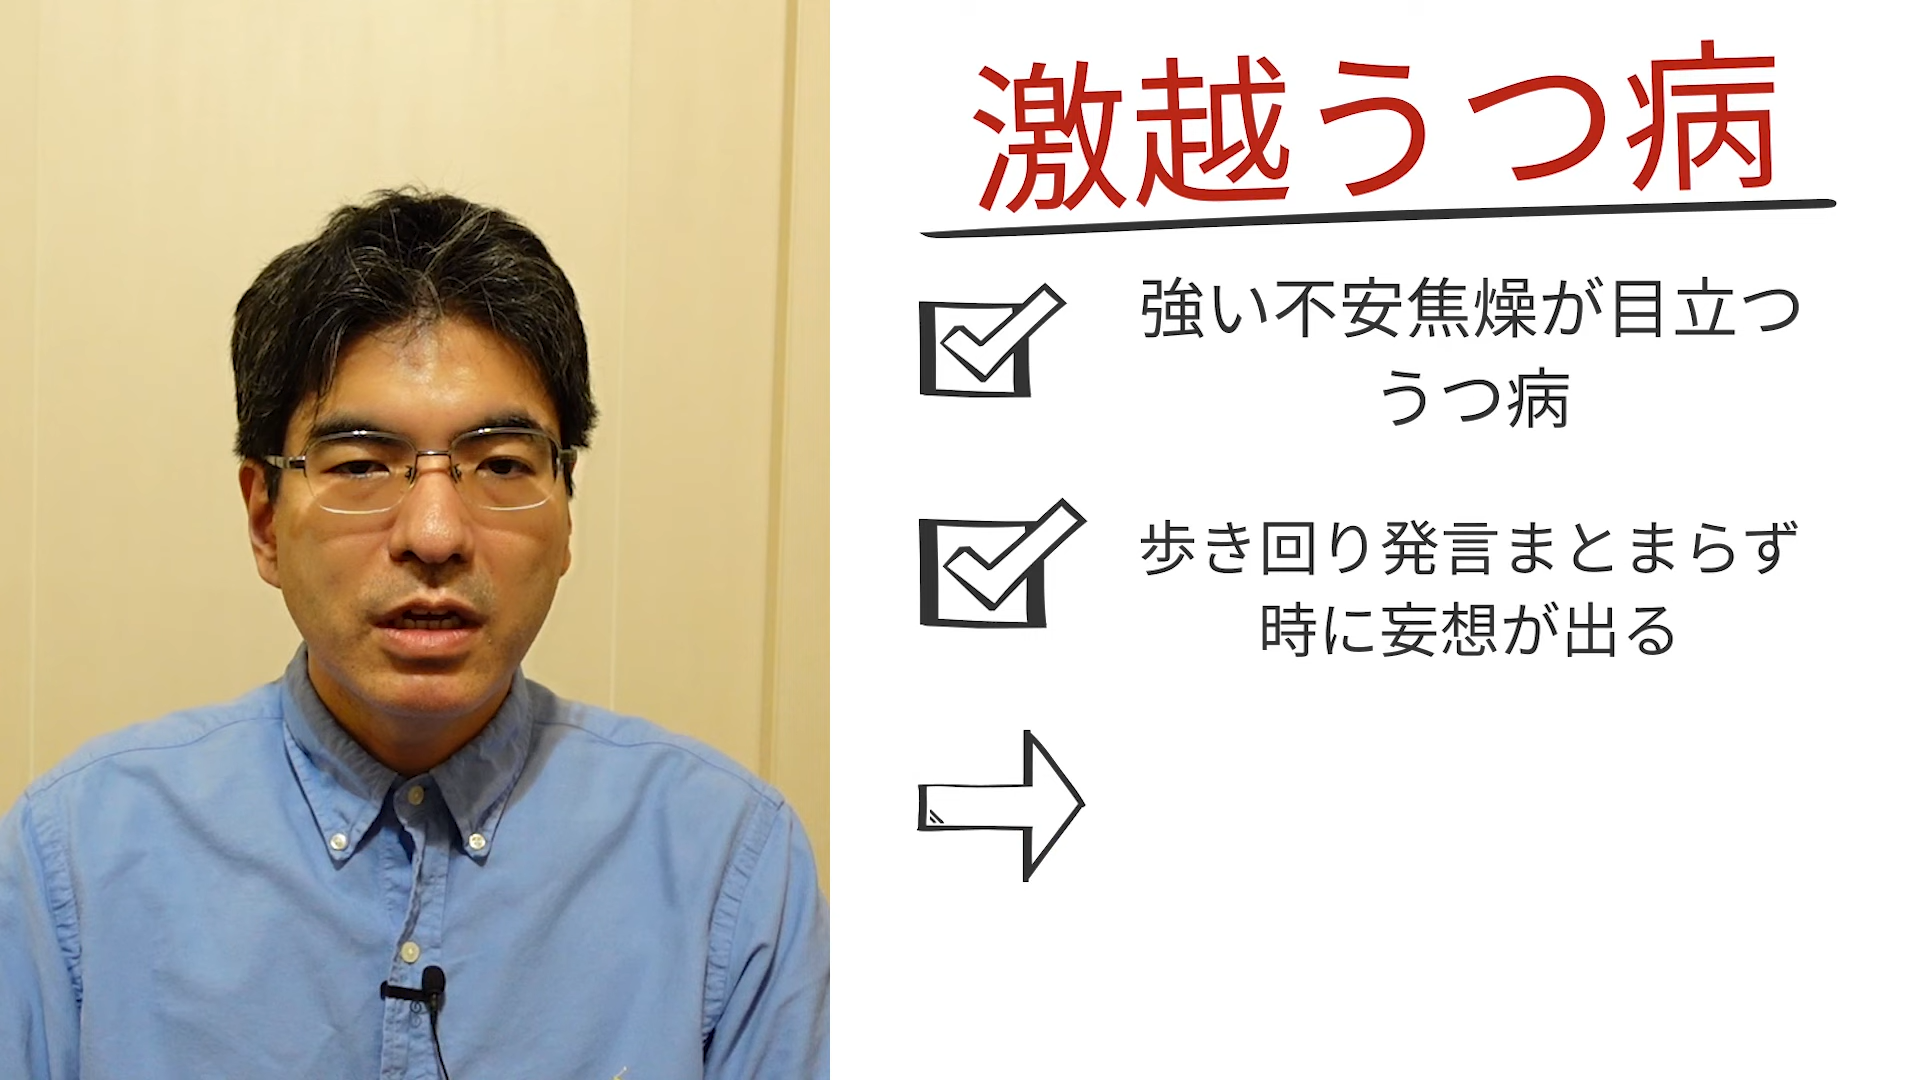 激越うつ病
強い不安焦燥が目立つ
うつ病
歩き回り発言まとまらず
時に妄想が出る